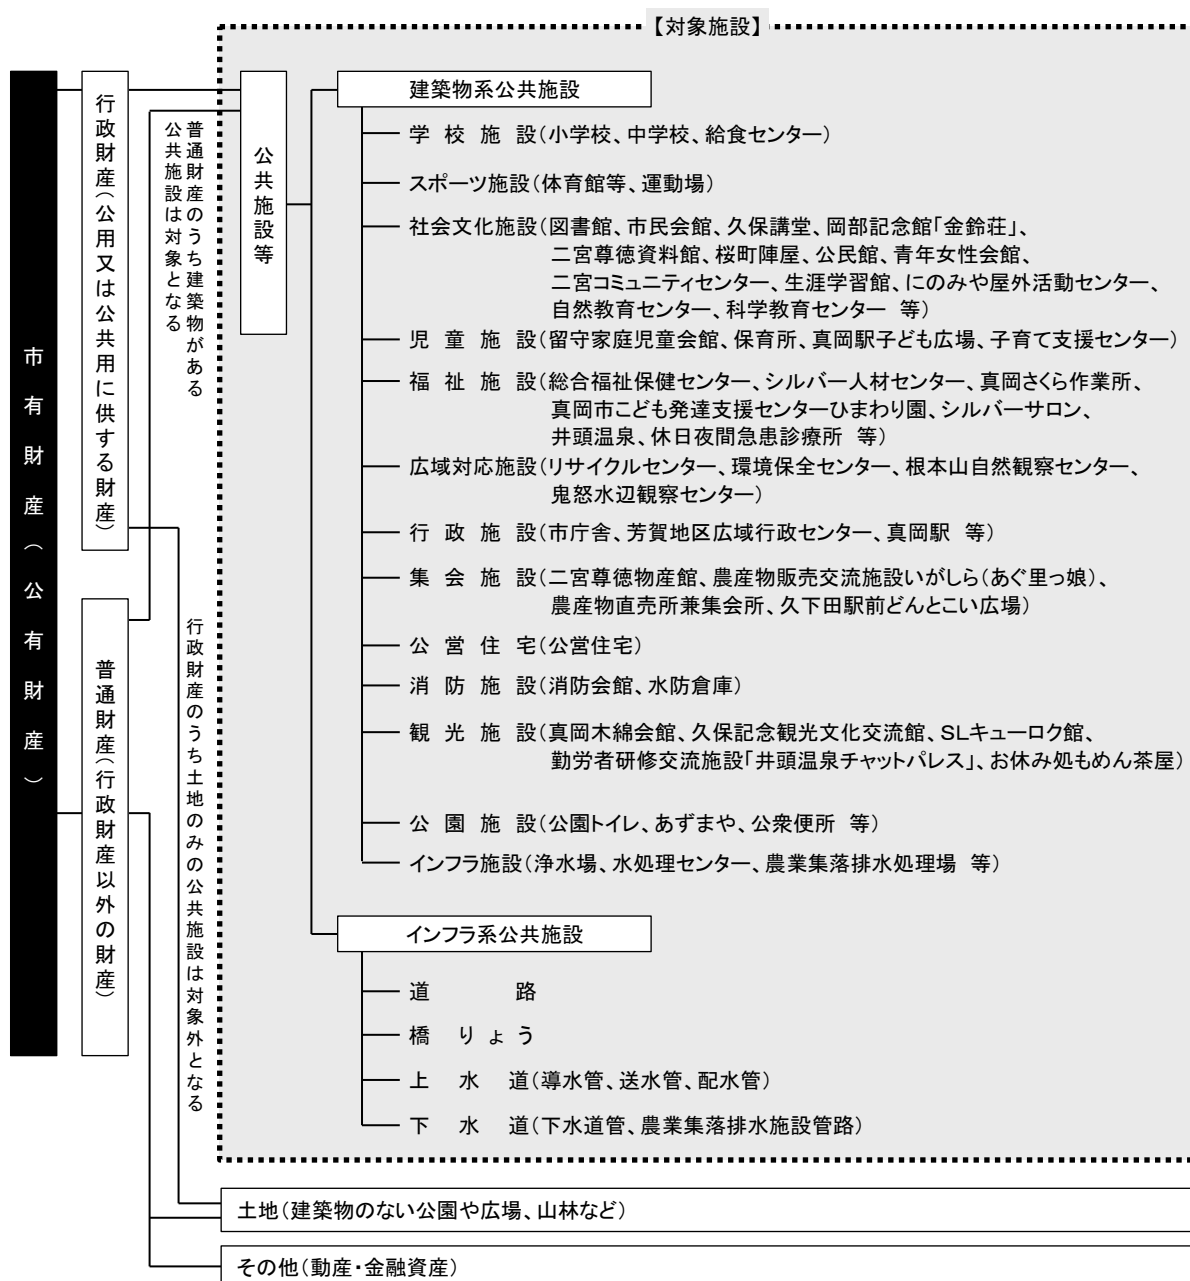 【対象施設】
市有財産（公有財産）
行政財産（公用又は公共用に供する財産）
普通財産のうち建築物がある
公共施設は対象となる
普通財産（行政財産以外の財産）
行政財産のうち土地のみの公共施設は対象外となる
公共施設等
建築物系公共施設
学校施設（小学校、中学校、給食センター）
スポーツ施設（体育館等、運動場）
社会文化施設（図書館、市民会館、久保講堂、岡部記念館「金鈴荘」、
二宮尊徳資料館、桜町陣屋、公民館、青年女性会館、
二宮コミュニティセンター、生涯学習館、にのみや屋外活動センター、
自然教育センター、科学教育センター 等）
児童施設（留守家庭児童会館、保育所、真岡駅子ども広場、子育て支援センター）
福祉施設（総合福祉保健センター、シルバー人材センター、真岡さくら作業所、
真岡市こども発達支援センターひまわり園、シルバーサロン、
井頭温泉、休日夜間急患診療所 等）
広域対応施設（リサイクルセンター、環境保全センター、根本山自然観察センター、
鬼怒水辺観察センター）
行政施設（市庁舎、芳賀地区広域行政センター、真岡駅 等）
集会施設（二宮尊徳物産館、農産物販売交流施設いがしら（あぐ里っ娘）、
農産物直売所兼集会所、久下田駅前どんとこい広場）
公営住宅（公営住宅）
消防施設（消防会館、水防倉庫）
観光施設（真岡木綿会館、久保記念観光文化交流館、SLキューロク館、
勤労者研修交流施設「井頭温泉チャットパレス」、お休み処もめん茶屋）
公園施設（公園トイレ、あずまや、公衆便所 等）
インフラ施設（浄水場、水処理センター、農業集落排水処理場 等）
インフラ系公共施設
道路
橋りょう
上水道（導水管、送水管、配水管）
下水道（下水道管、農業集落排水施設管路）
土地（建築物のない公園や広場、山林など）
その他（動産・金融資産）